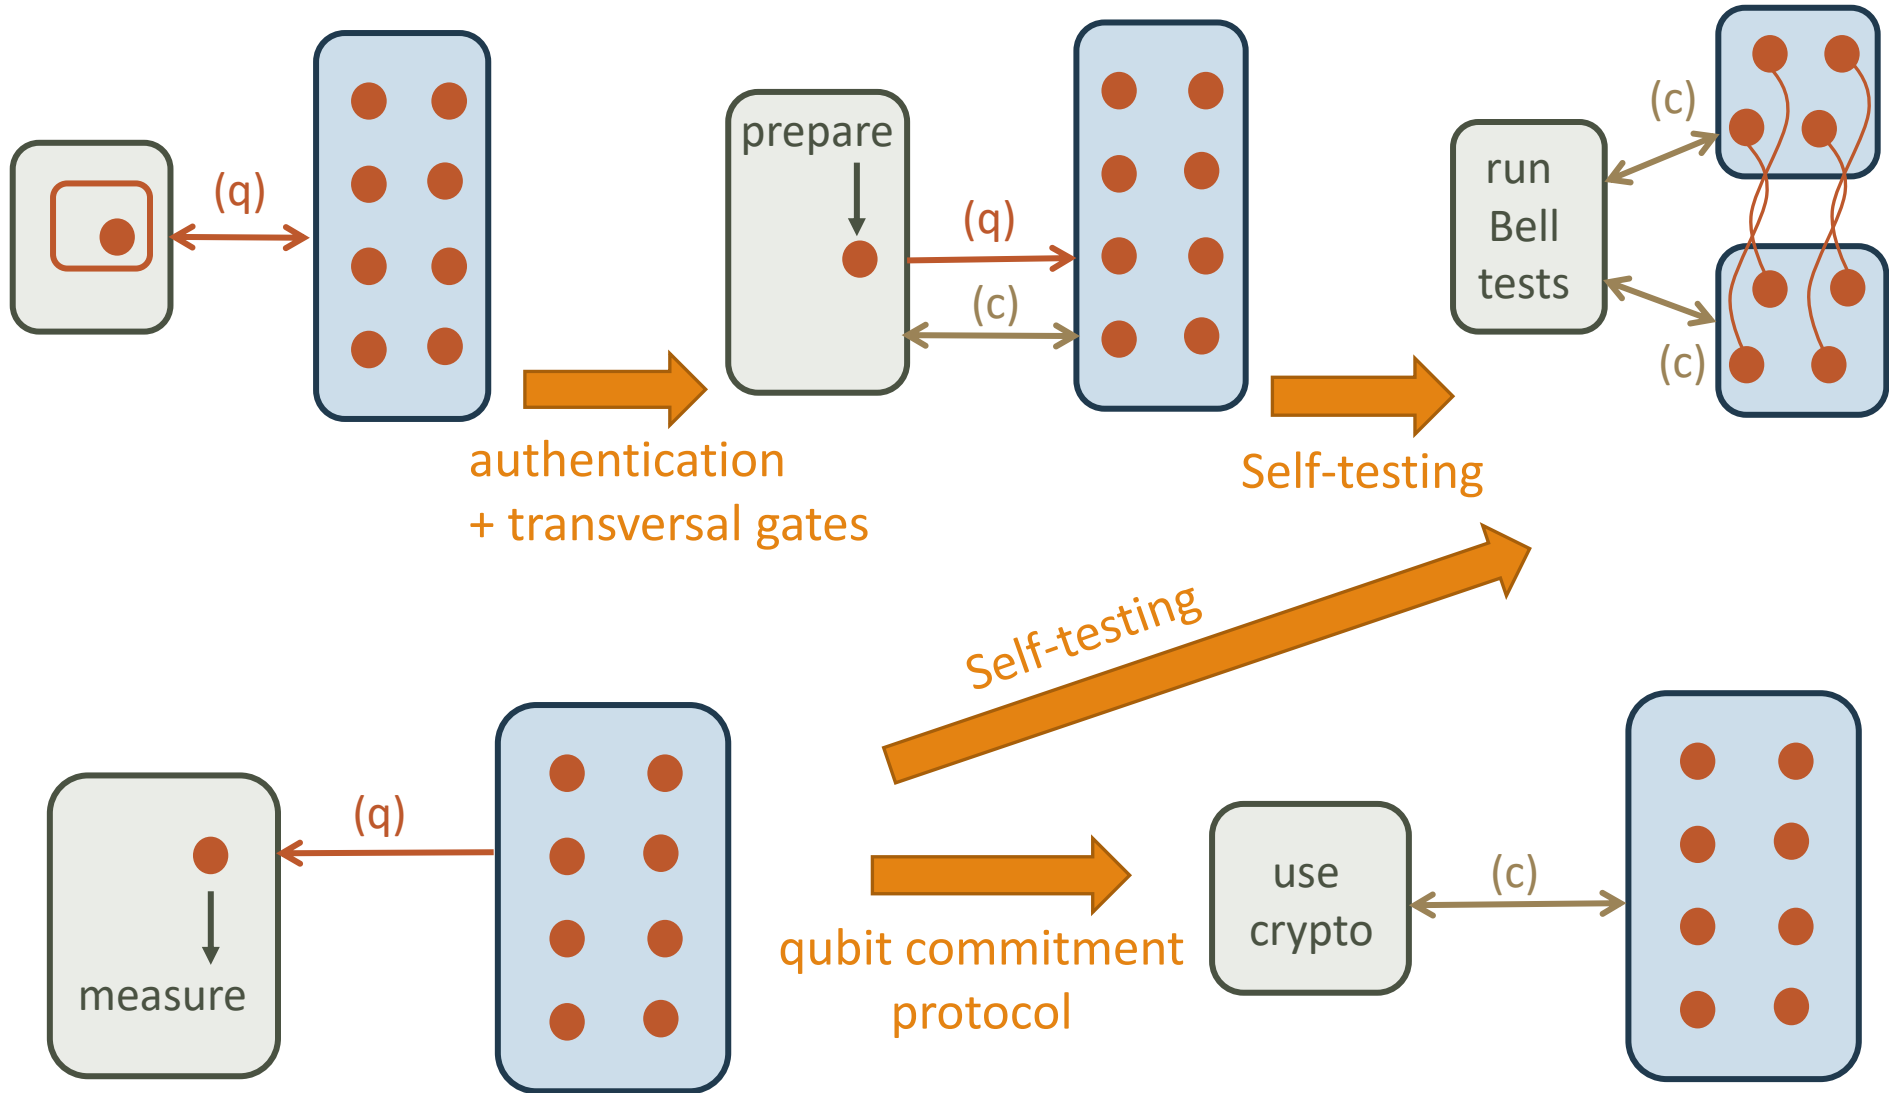 (q)
prepare
(q)
(c)
(c)
run
Bell
tests
(c)
authentication
+ transversal gates
Self-testing
Self-testing
(q)
measure
qubit commitment
protocol
use
crypto
(c)